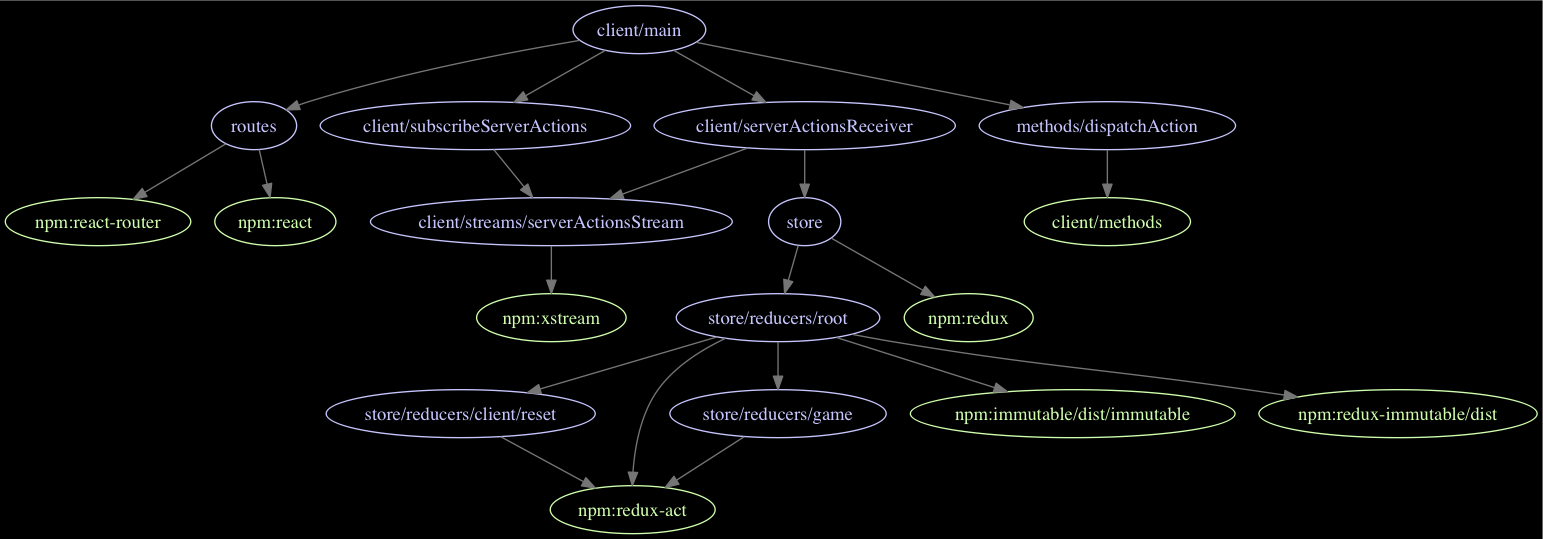 client/main
routes
client/subscribeServerActions
client/serverActionsReceiver
methods/dispatchAction
npm:react-router
npm:react
client/streams/serverActionsStream
store
client/methods
npm:xstream
store/reducers/root
npm:redux
store/reducers/client/reset
store/reducers/game
npm:immutable/dist/immutable
npm:redux-immutable/dist
npm:redux-act